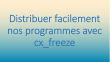 Distribuer facilement
nos programmes avec
cx_freeze